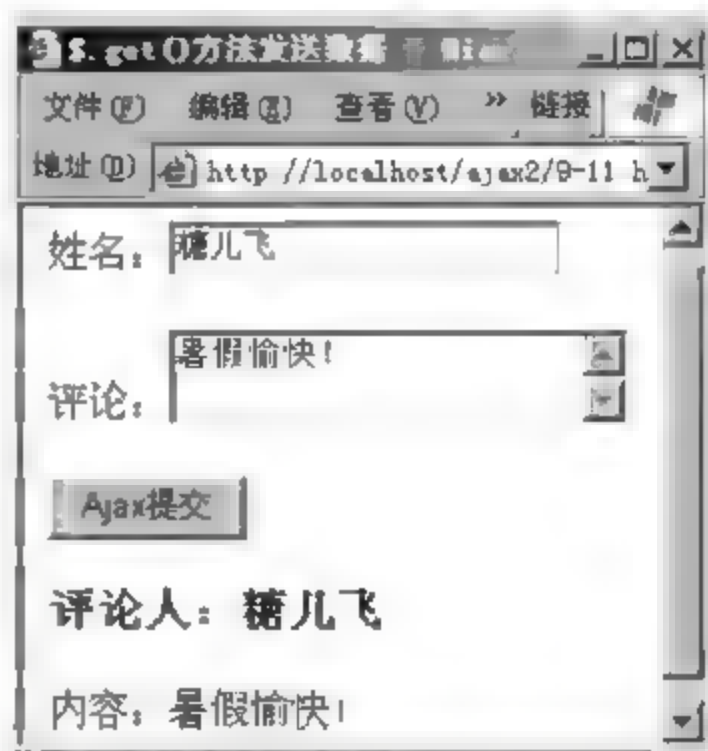 $.get()方法发送数据
文件(F) 编辑(E) 查看(V) » 链接
地址(D) http://localhost/ajax2/9-11 h
姓名: 糖儿飞
评论: 暑假愉快!
Ajax提交
评论人: 糖儿飞
内容: 暑假愉快!